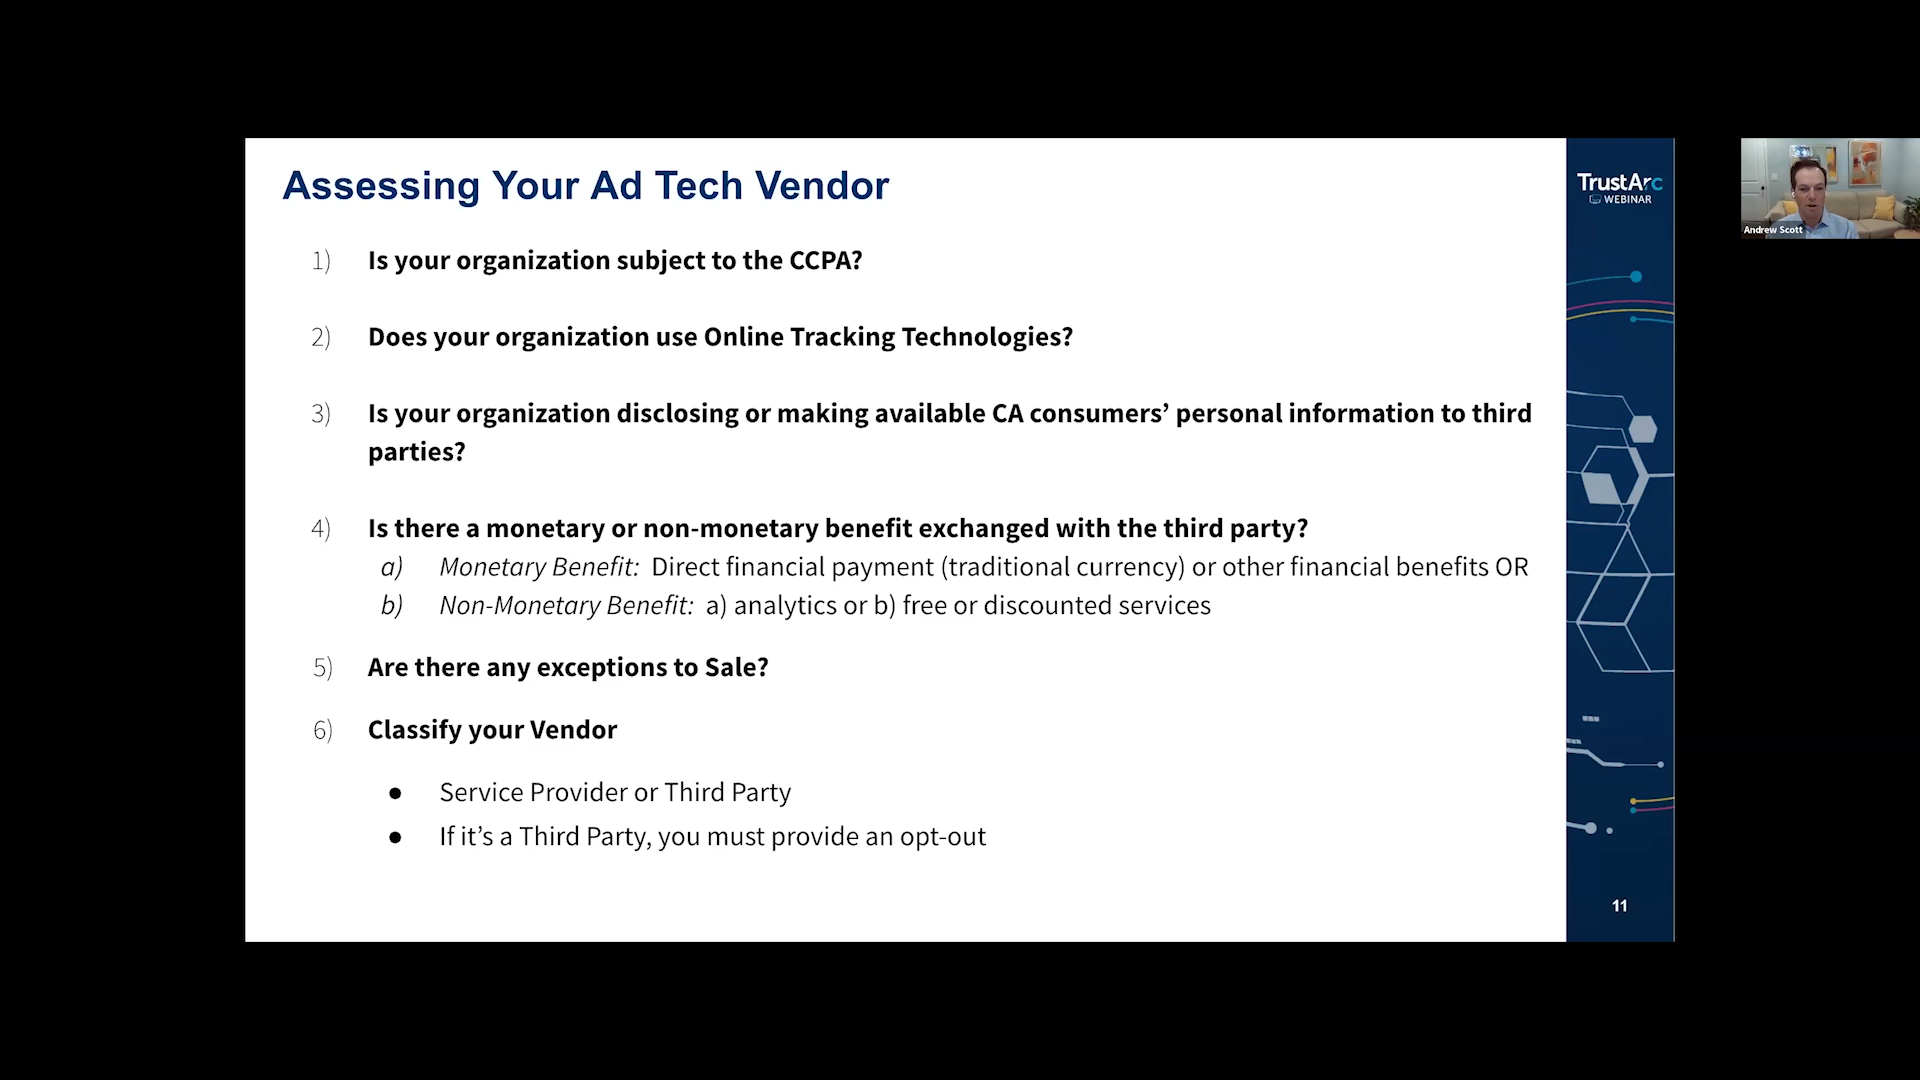 Assessing Your Ad Tech Vendor
1) Is your organization subject to the CCPA?
2) Does your organization use Online Tracking Technologies?
3) Is your organization disclosing or making available CA consumers’ personal information to third
parties?
4) Is there a monetary or non-monetary benefit exchanged with the third party?
a) Monetary Benefit: Direct financial payment (traditional currency) or other financial benefits OR
b) Non-Monetary Benefit: a) analytics or b) free or discounted services
5) Are there any exceptions to Sale?
6) Classify your Vendor
● Service Provider or Third Party
● If it’s a Third Party, you must provide an opt-out
TrustArc
WEBINAR
11
Andrew Scott